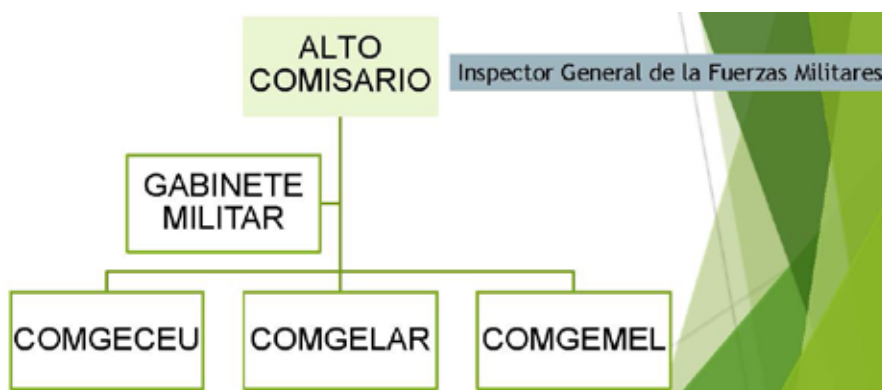 ALTO
COMISARIO
Inspector General de la Fuerzas Militares
GABINETE
MILITAR
COMGECEU
COMGELAR
COMGEMEL